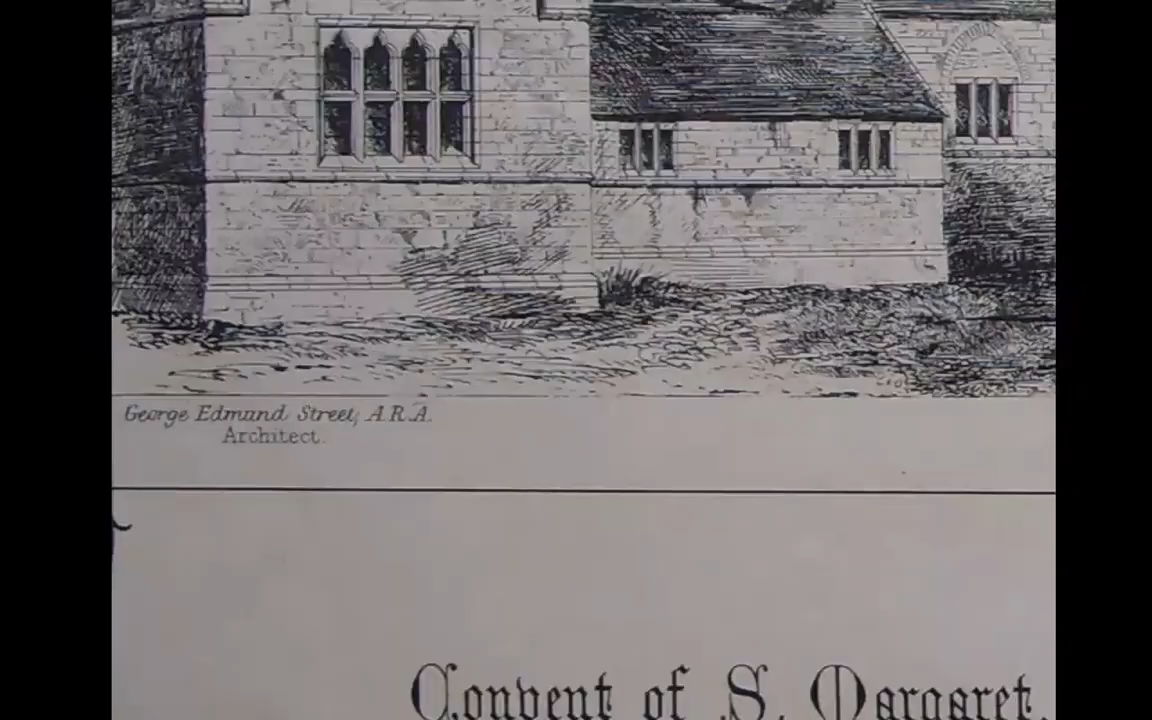 George Edmund Street, A.R.A.
Architect.
Convent of S. Margaret.